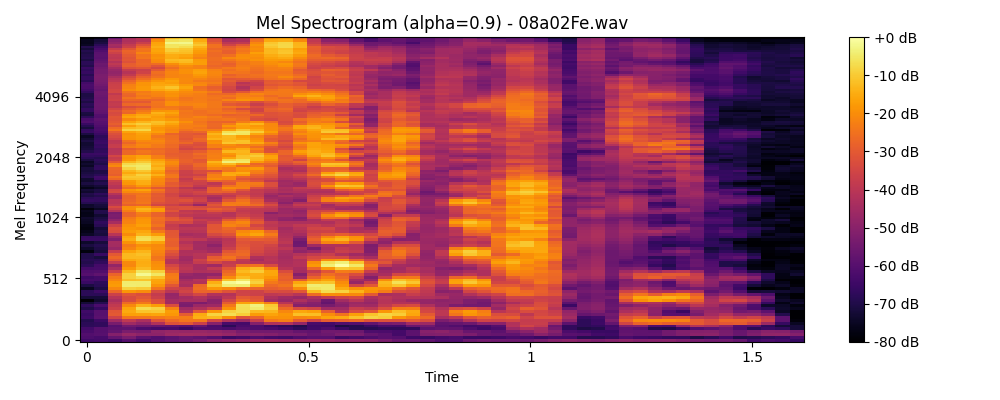 Mel Spectrogram (alpha=0.9) - 08a02Fe.wav
Mel Frequency
4096
2048
1024
512
0
0
0.5
1
1.5
Time
+0 dB
-10 dB
-20 dB
-30 dB
-40 dB
-50 dB
-60 dB
-70 dB
-80 dB